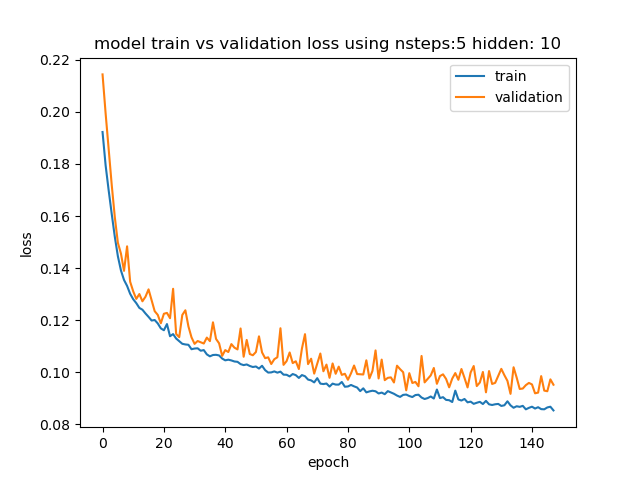 model train vs validation loss using nsteps:5 hidden: 10
train
validation
loss
0.22
0.20
0.18
0.16
0.14
0.12
0.10
0.08
0 20 40 60 80 100 120 140
epoch